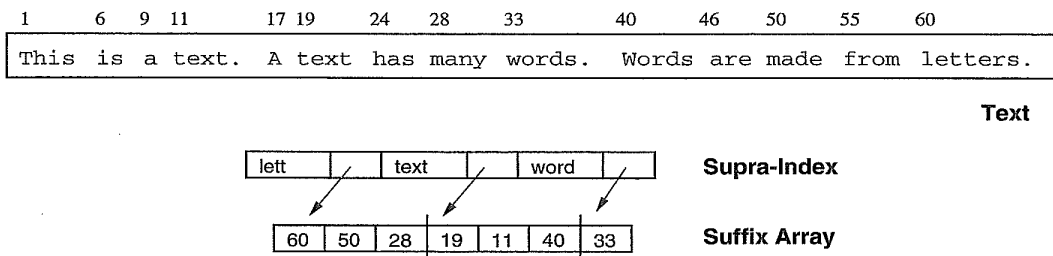 1 6 9 11 17 19 24 28 33 40 46 50 55 60
This is a text. A text has many words. Words are made from letters.
Text
lett text word Supra-Index
60 50 28 19 11 40 33 Suffix Array